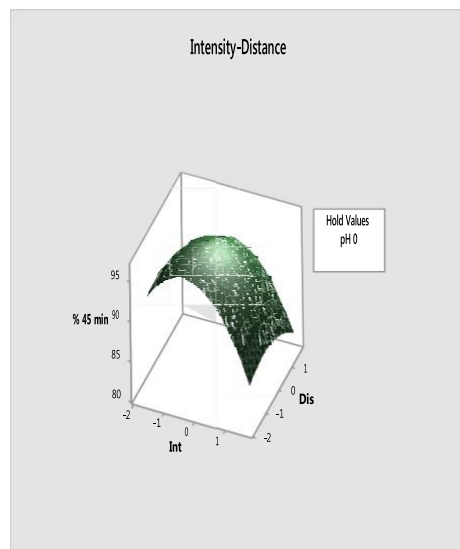 Intensity-Distance
Hold Values
pH 0
95
90
85
80
% 45 min
-2
-1
0
1
Int
1
0
-1
-2
Dis